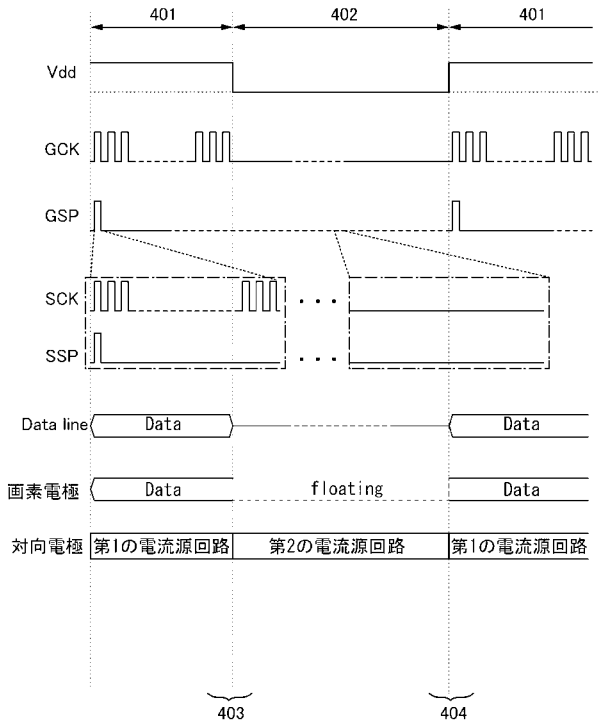 401 402 401
Vdd
GCK
GSP
SCK
SSP
Data line Data Data
画素電極 Data floating Data
対向電極 第1の電流源回路 第2の電流源回路 第1の電流源回路
403 404